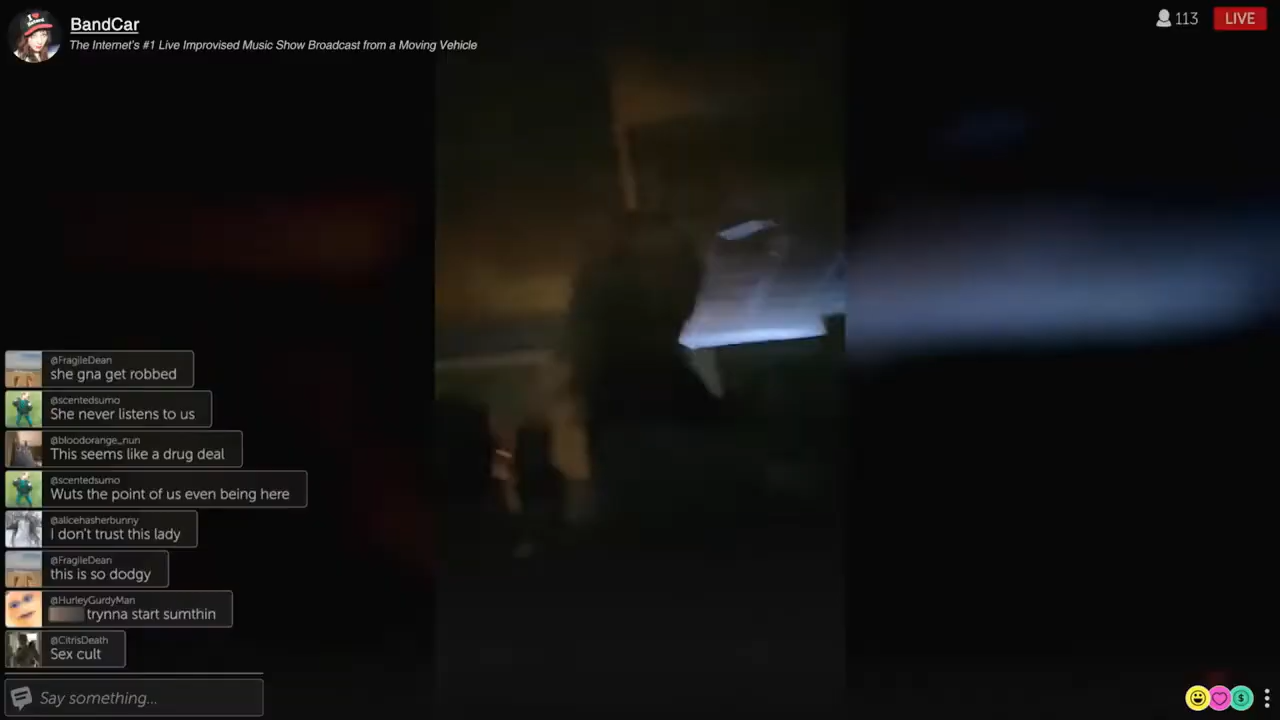 BandCar
The Internet's #1 Live Improvised Music Show Broadcast from a Moving Vehicle
113
LIVE
@FragileDean
she gna get robbed
@scentedsumo
She never listens to us
@bloodorange_nun
This seems like a drug deal
@scentedsumo
Wuts the point of us even being here
@alicehasherbunny
I don't trust this lady
@FragileDean
this is so dodgy
@HurleyGurdyMan
trynna start sumthin
@CitrisDeath
Sex cult
Say something...